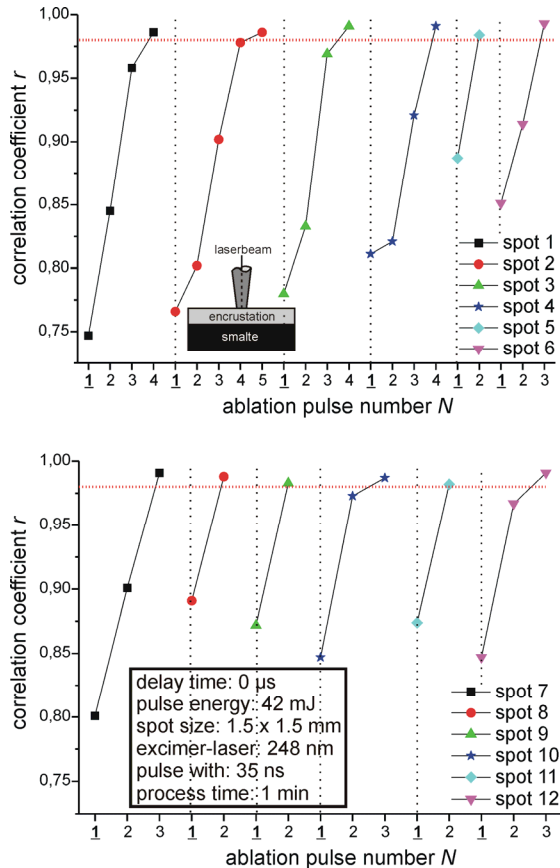 correlation coefficient r
1,00
0,95
0,90
0,85
0,80
0,75
laserbeam
encrustation
smalte
spot 1
spot 2
spot 3
spot 4
spot 5
spot 6
1 2 3 4 1 2 3 4 5 1 2 3 4 1 2 3 4 1 2 1 2 3
ablation pulse number N
correlation coefficient r
1,00
0,95
0,90
0,85
0,80
0,75
delay time: 0 µs
pulse energy: 42 mJ
spot size: 1.5 x 1.5 mm
excimer-laser: 248 nm
pulse with: 35 ns
process time: 1 min
spot 7
spot 8
spot 9
spot 10
spot 11
spot 12
1 2 3 1 2 1 2 1 2 3 1 2 1 2 3
ablation pulse number N